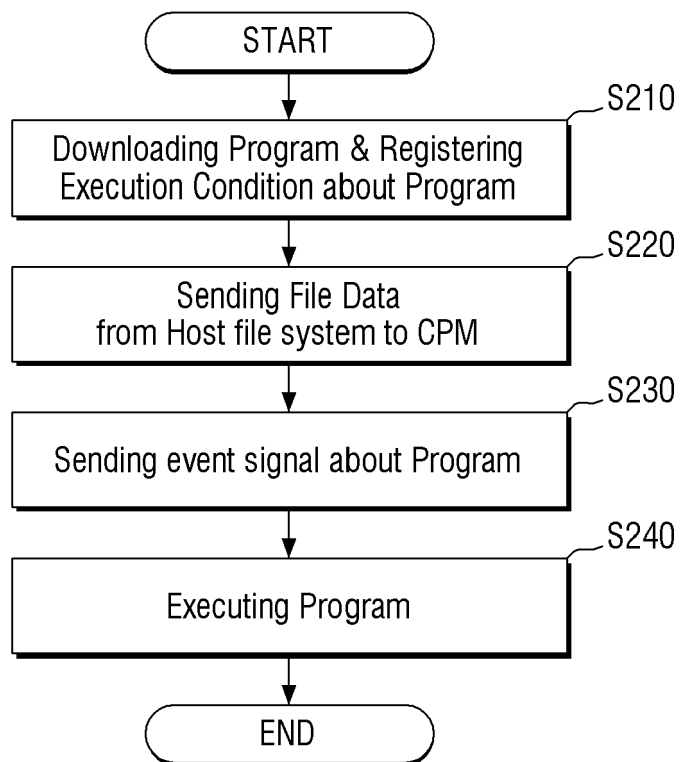 START
S210
Downloading Program & Registering
Execution Condition about Program
S220
Sending File Data
from Host file system to CPM
S230
Sending event signal about Program
S240
Executing Program
END